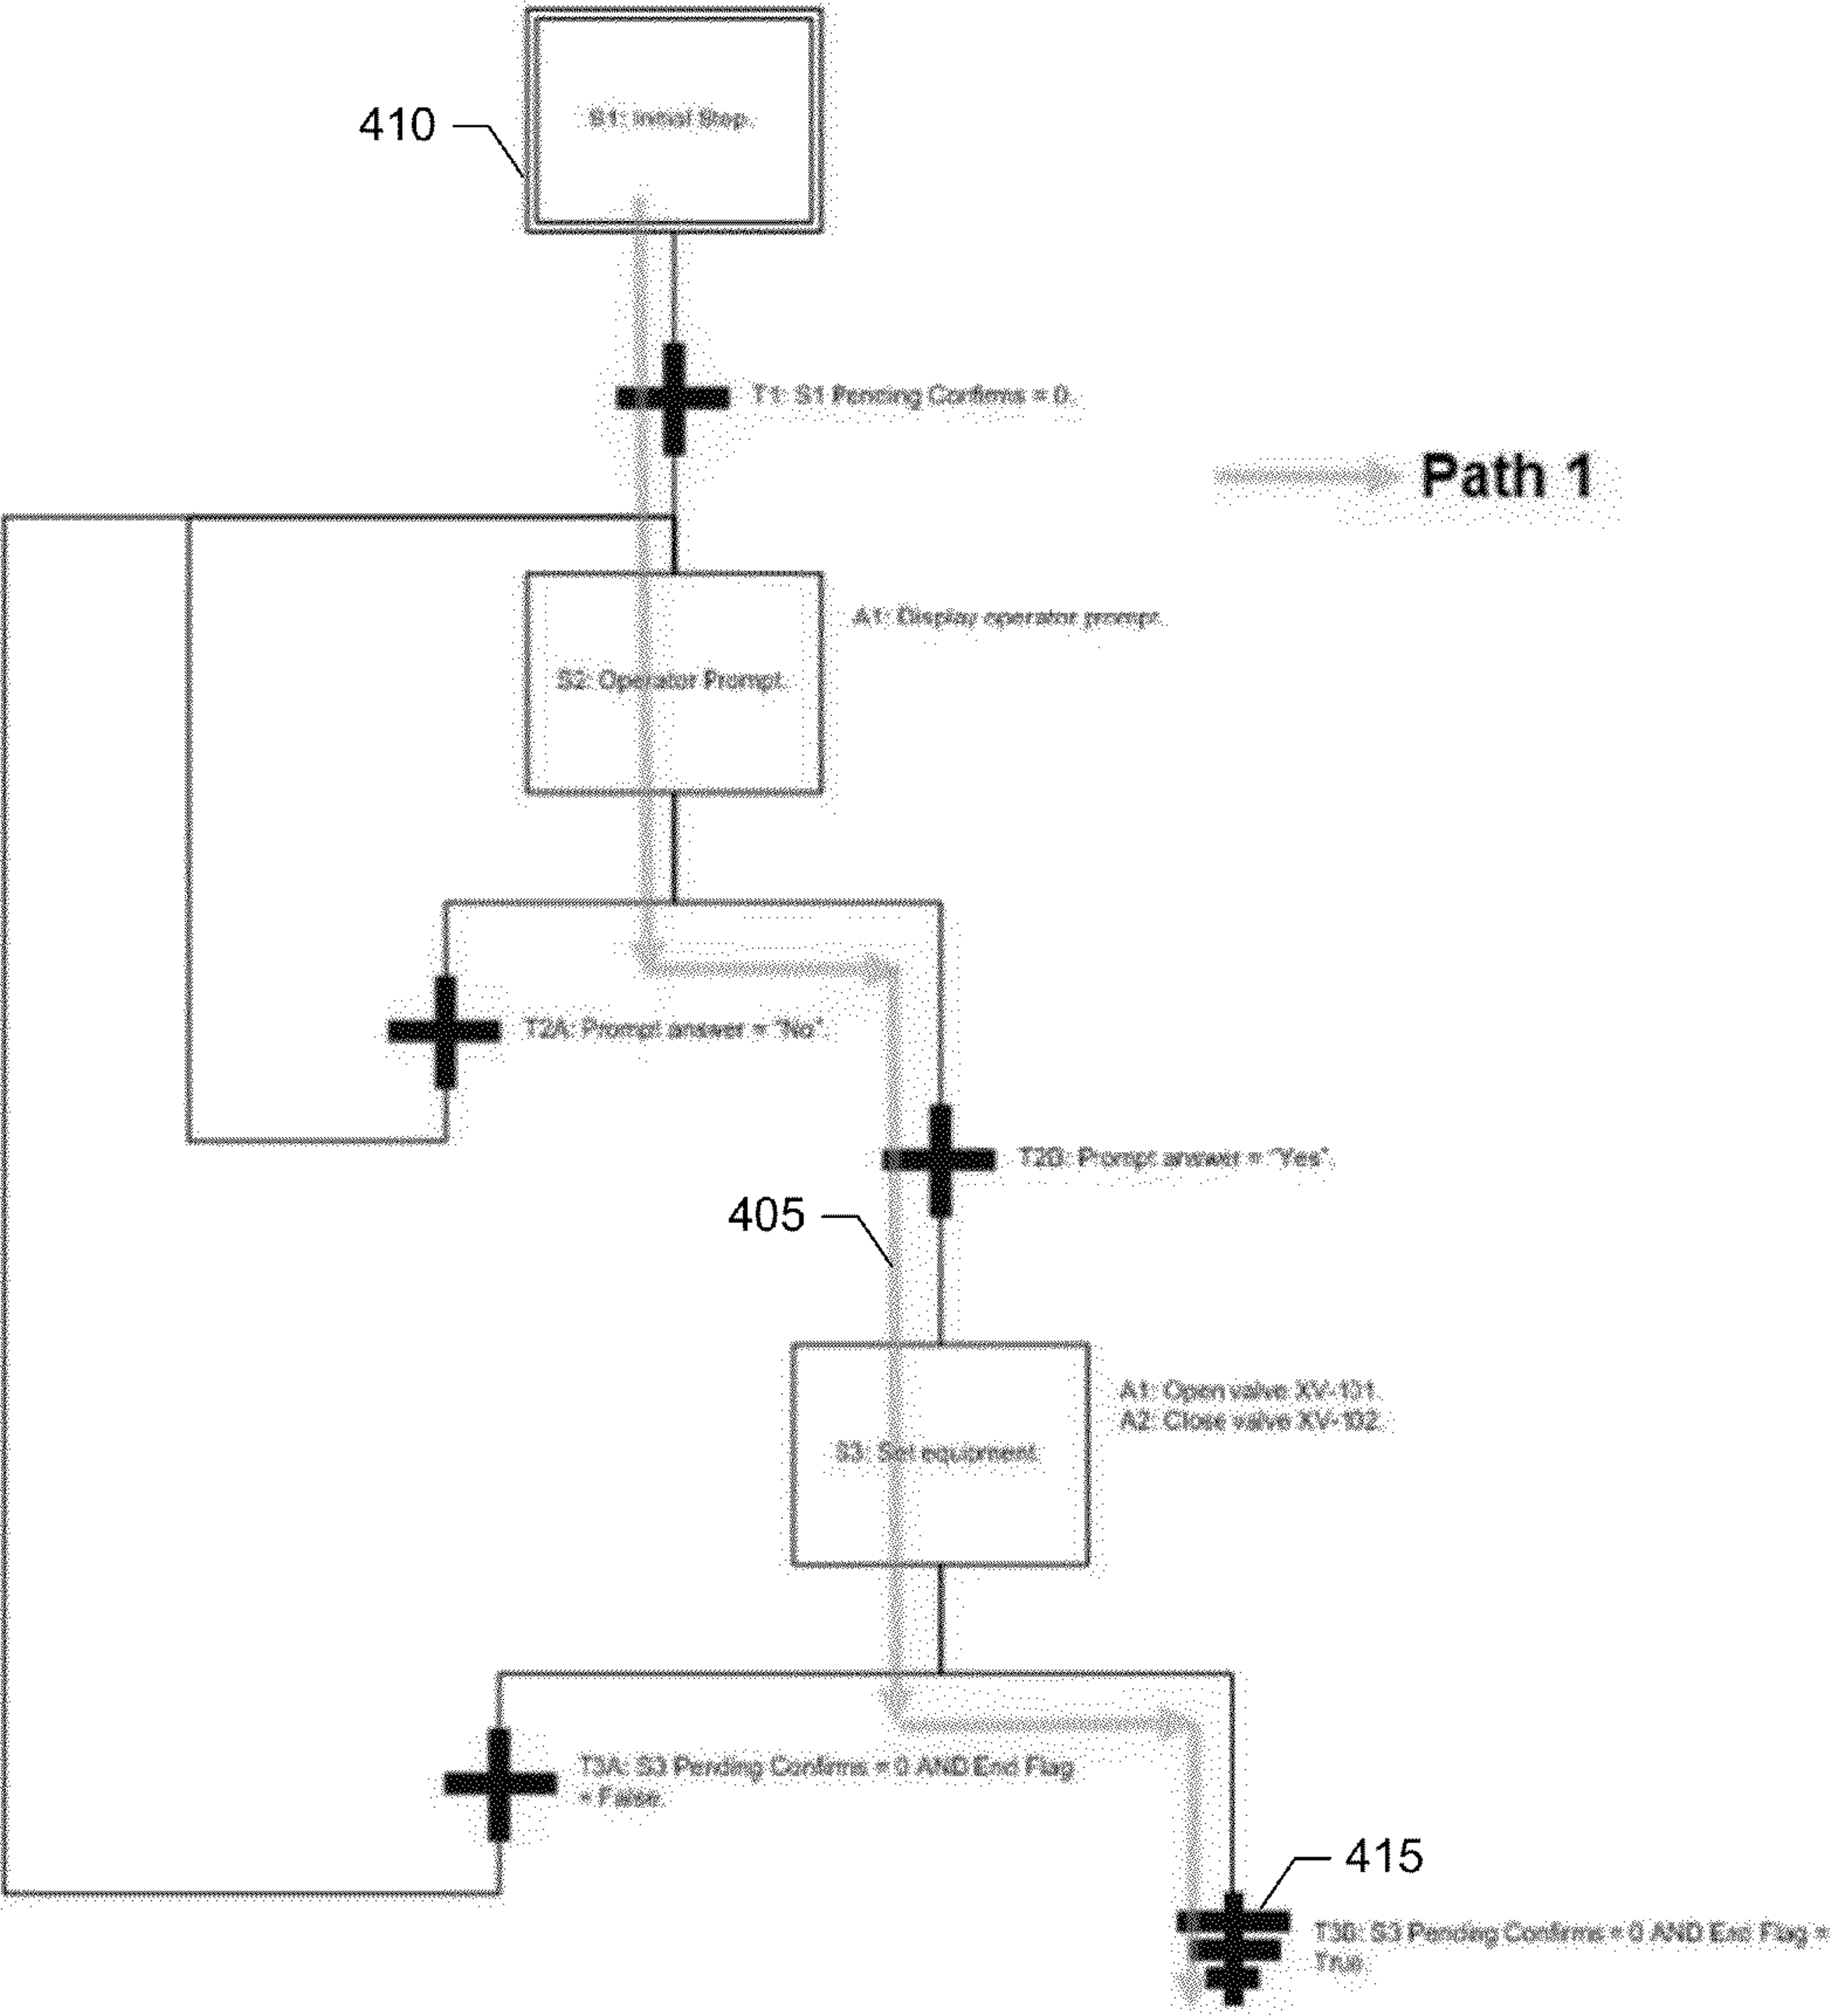 S1: Initial Step.
410
T1: S1 Pending Confirms = 0.
Path 1
A1: Display operator prompt.
S2: Operator Prompt.
T2A: Prompt answer = "No".
T2B: Prompt answer = "Yes".
405
A1: Open valve XV-101.
A2: Close valve XV-102.
S3: Set equipment.
T3A: S3 Pending Confirms = 0 AND End Flag
= False.
415
T3B: S3 Pending Confirms = 0 AND End Flag =
True.